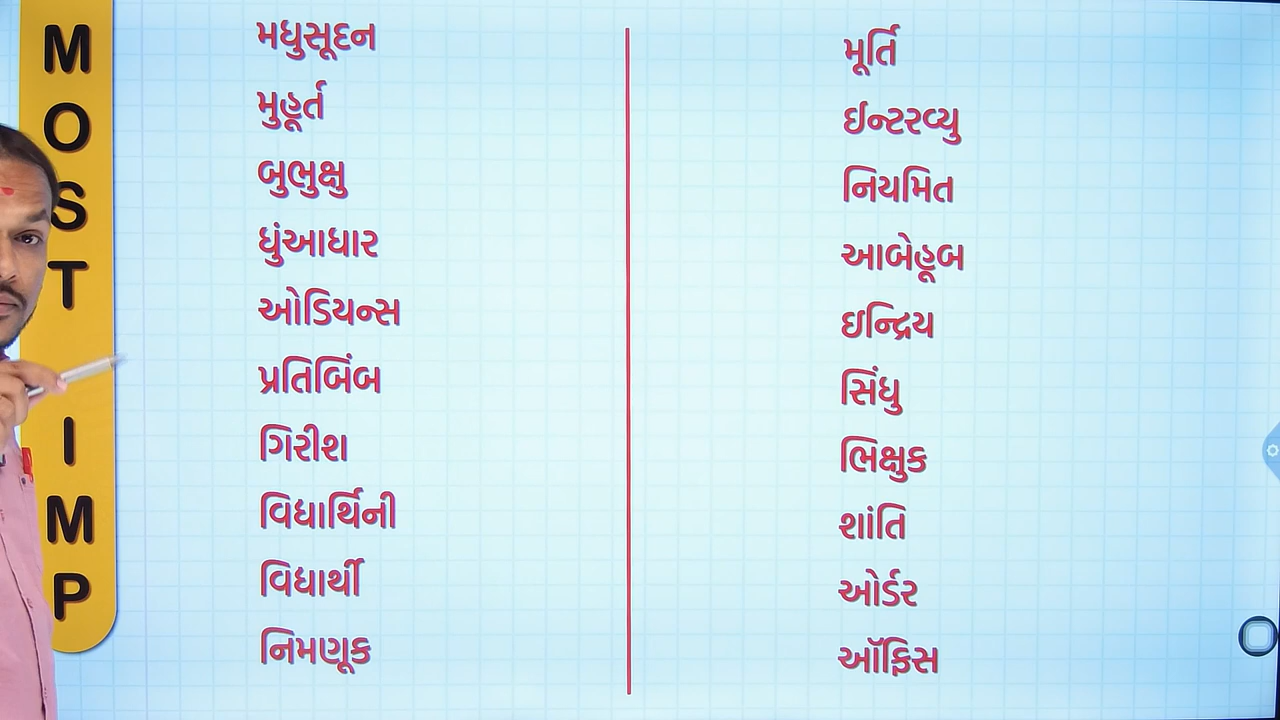 MOST IMP
મધુસૂદન
મુહૂર્ત
બુભુક્ષુ
ધુંઆધાર
ઓડિયન્સ
પ્રતિબિંબ
ગિરીશ
વિદ્યાર્થિની
વિદ્યાર્થી
નિમણૂક
મૂર્તિ
ઈન્ટરવ્યુ
નિયમિત
આબેહૂબ
ઇન્દ્રિય
સિંધુ
ભિક્ષુક
શાંતિ
ઓર્ડર
ઑફિસ